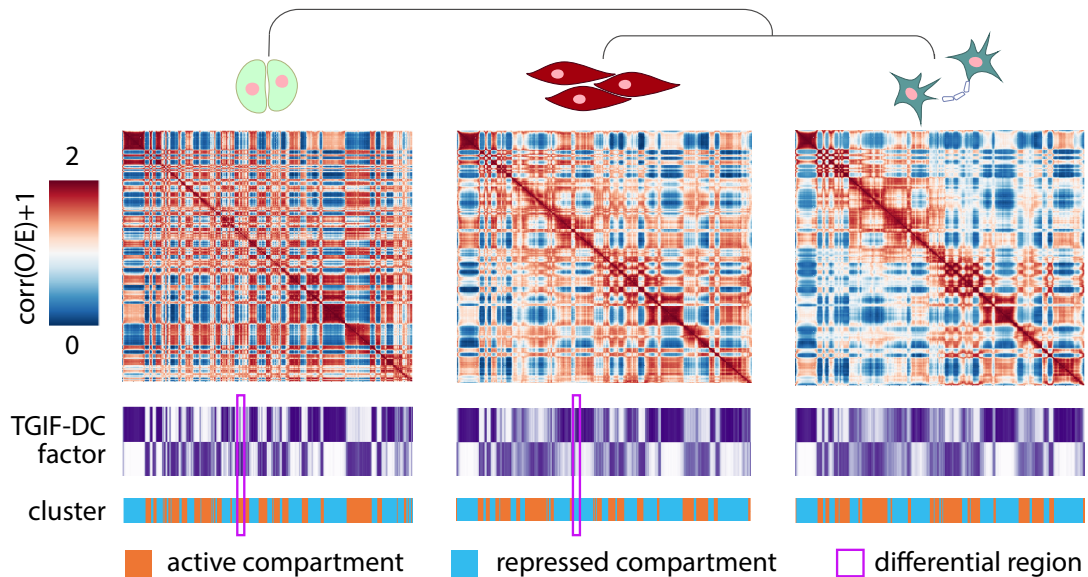 2
corr(O/E)+1
0
TGIF-DC
factor
cluster
active compartment
repressed compartment
differential region